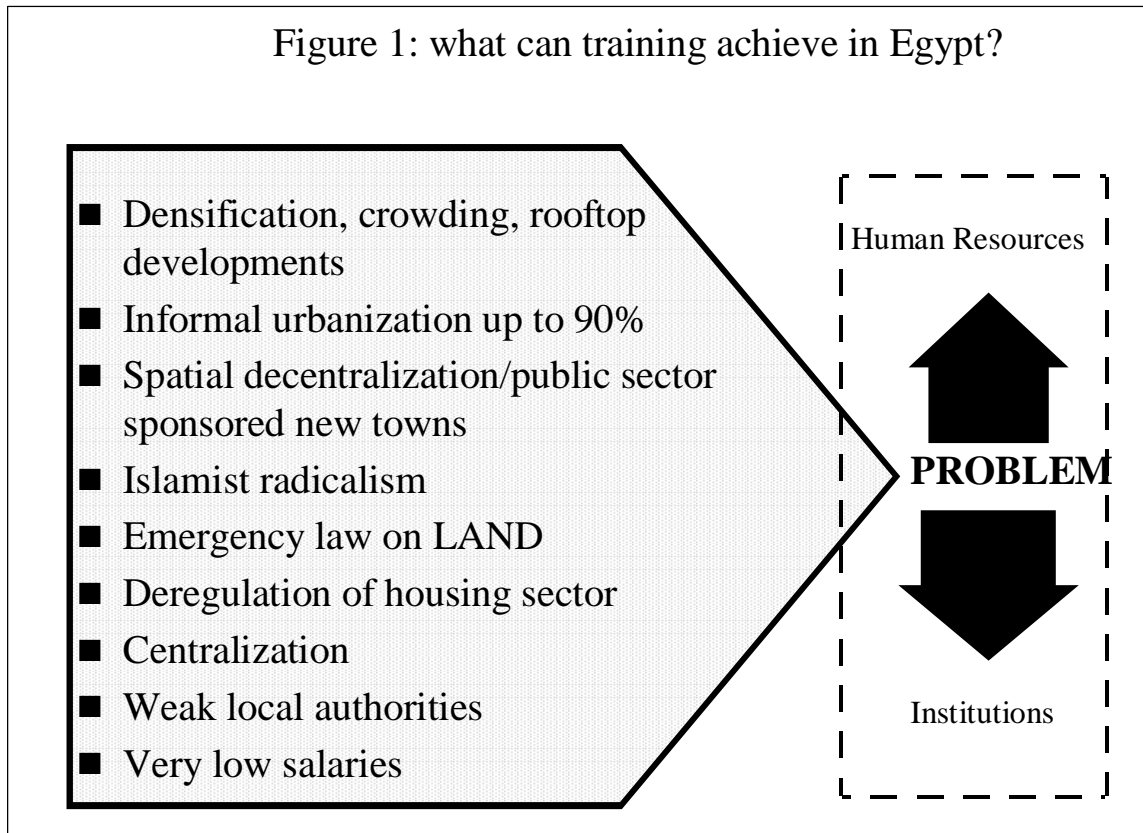 Figure 1: what can training achieve in Egypt?
■ Densification, crowding, rooftop
developments
■ Informal urbanization up to 90%
■ Spatial decentralization/public sector
sponsored new towns
■ Islamist radicalism
■ Emergency law on LAND
■ Deregulation of housing sector
■ Centralization
■ Weak local authorities
■ Very low salaries
Human Resources
PROBLEM
Institutions